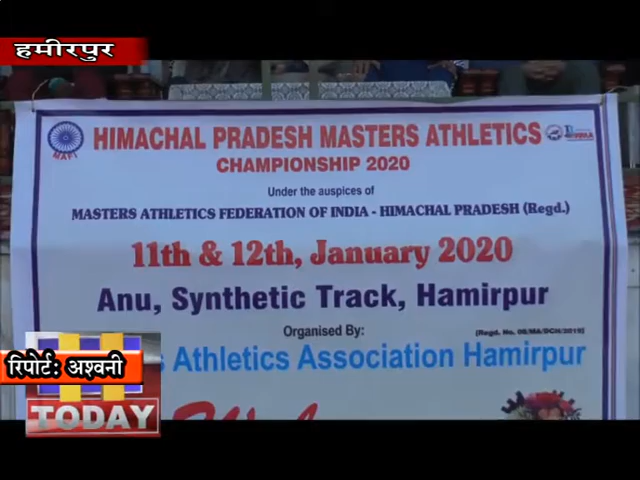 हमीरपुर
HIMACHAL PRADESH MASTERS ATHLETICS
MAFI
CHAMPIONSHIP 2020
Under the auspices of
MASTERS ATHLETICS FEDERATION OF INDIA - HIMACHAL PRADESH (Regd.)
11th & 12th, January 2020
Anu, Synthetic Track, Hamirpur
Organised By:
Athletics Association Hamirpur
रिपोर्ट: अश्वनी
TODAY